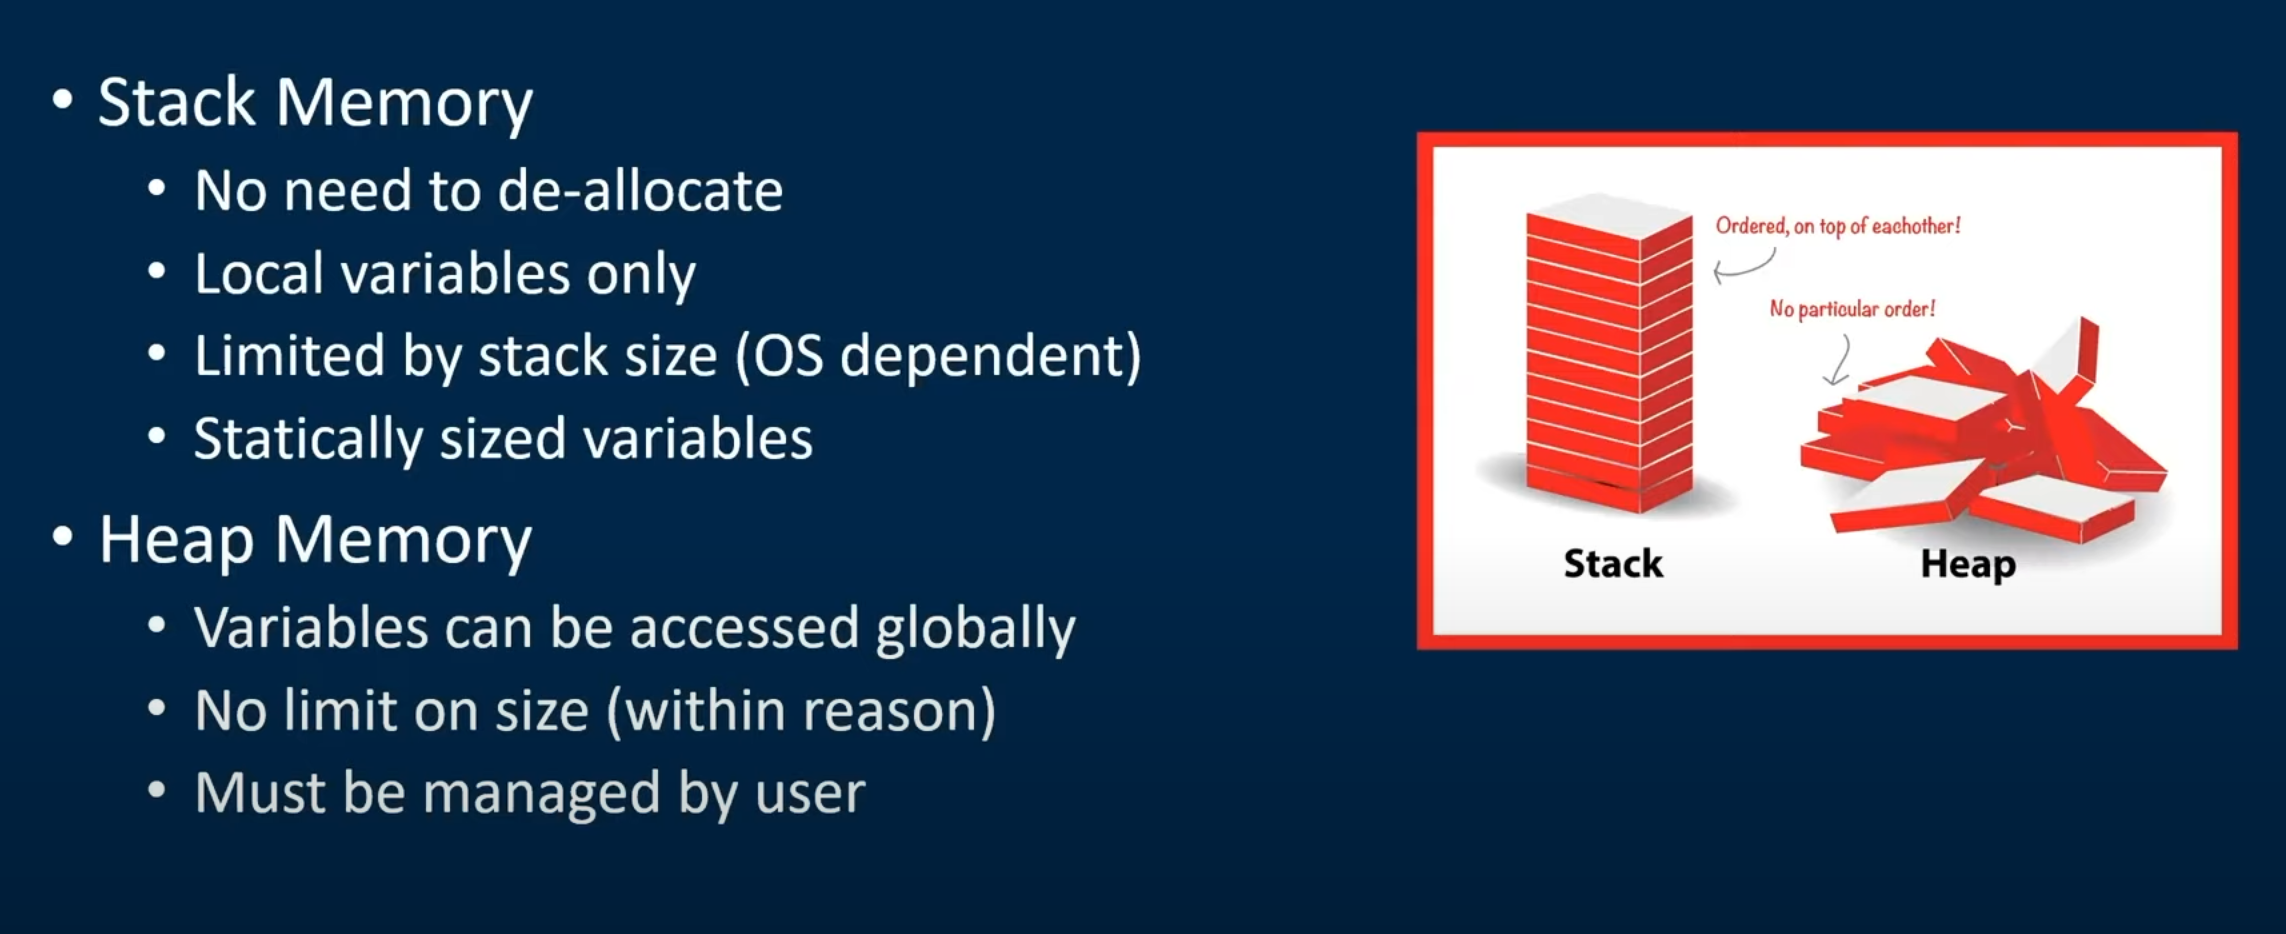 • Stack Memory
• No need to de-allocate
• Local variables only
• Limited by stack size (OS dependent)
• Statically sized variables
• Heap Memory
• Variables can be accessed globally
• No limit on size (within reason)
• Must be managed by user
Ordered, on top of eachother!
No particular order!
Stack
Heap